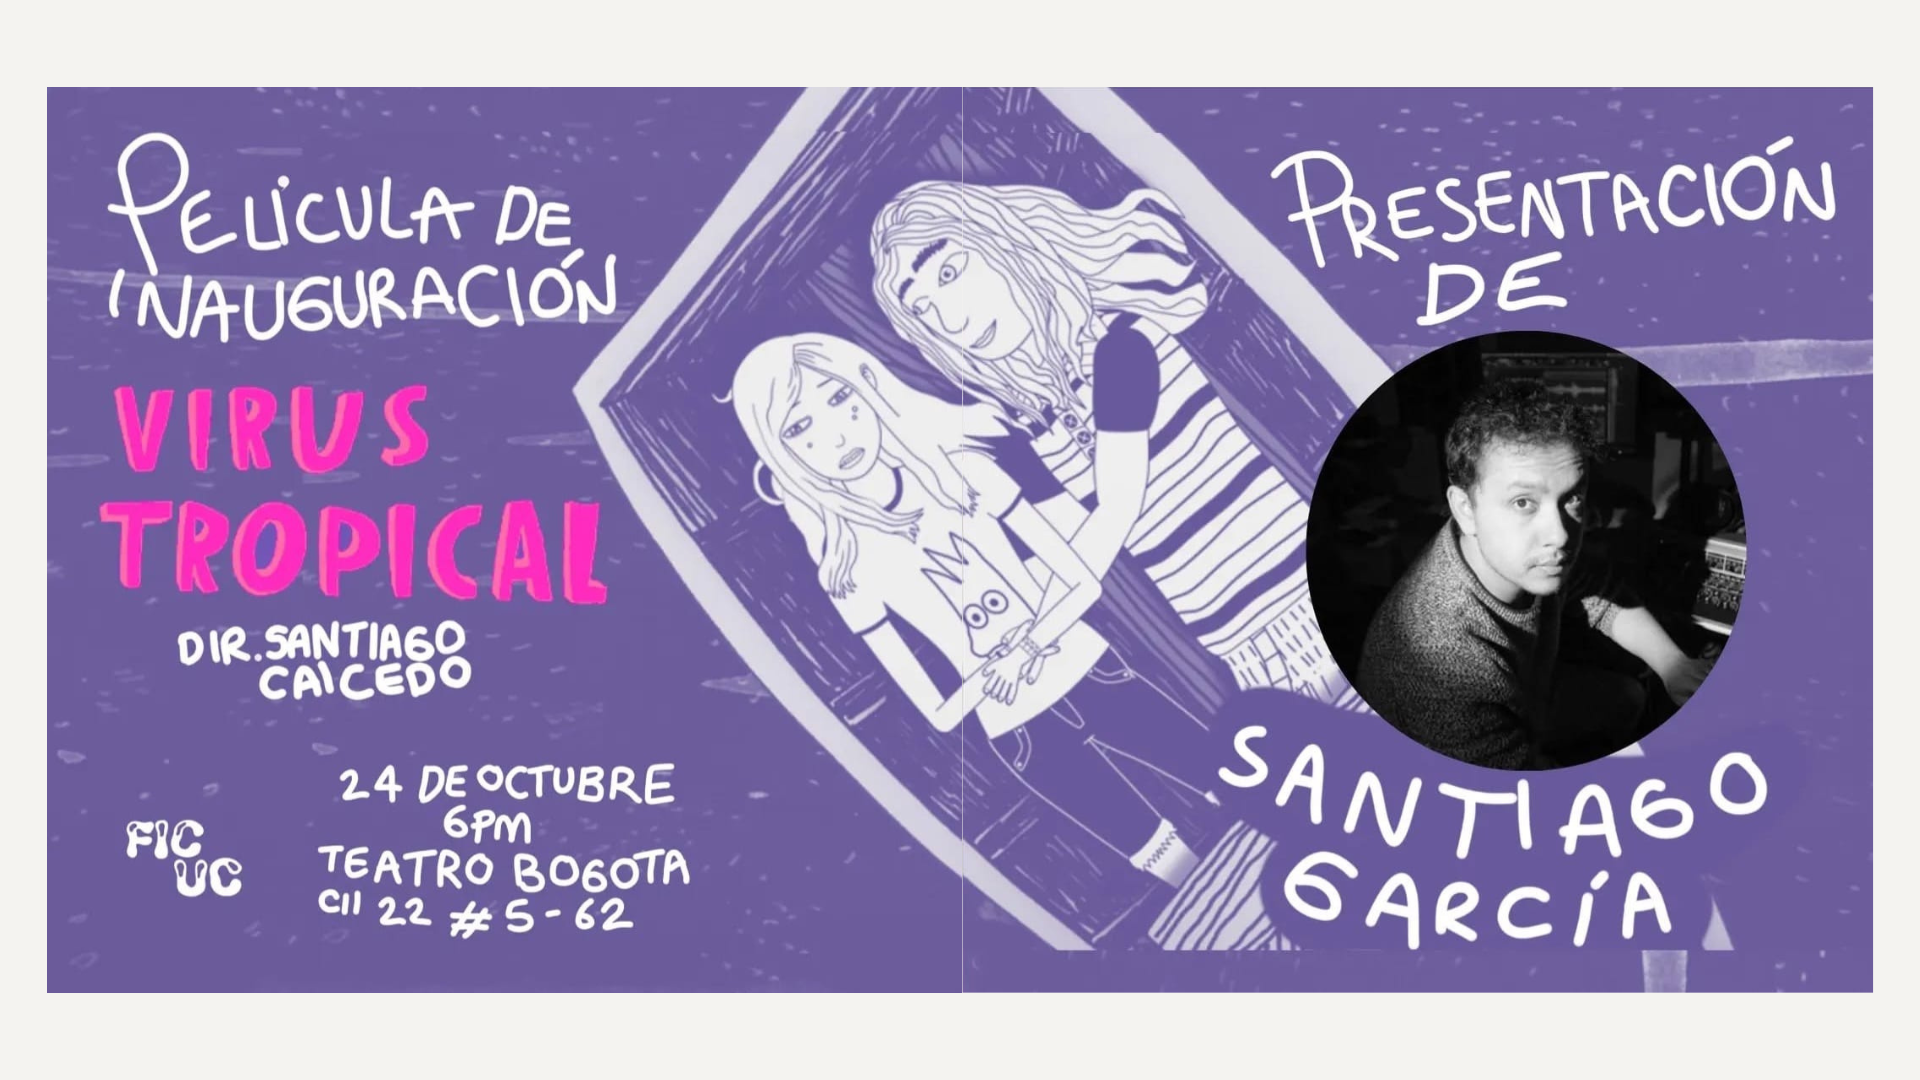 PELÍCULA DE
INAUGURACIÓN
VIRUS
TROPICAL
DIR. SANTIAGO
CAICEDO
24 DE OCTUBRE
6PM
TEATRO BOGOTA
Cll 22 # 5-62
FIC
UC
PRESENTACIÓN
DE
SANTIAGO
GARCÍA